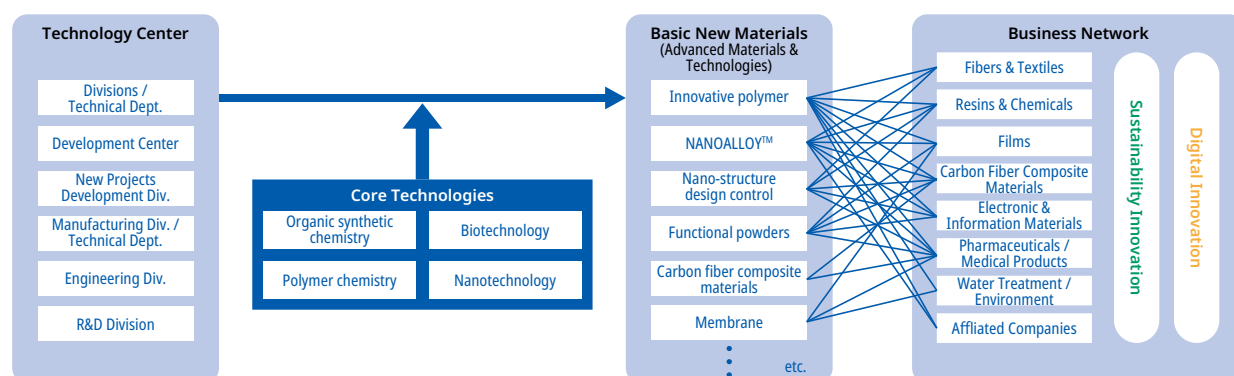 Technology Center
Divisions /
Technical Dept.
Development Center
New Projects
Development Div.
Manufacturing Div. /
Technical Dept.
Engineering Div.
R&D Division
Core Technologies
Organic synthetic
chemistry
Biotechnology
Polymer chemistry
Nanotechnology
Basic New Materials
(Advanced Materials &
Technologies)
Innovative polymer
NANOALLOY™
Nano-structure
design control
Functional powders
Carbon fiber composite
materials
Membrane
etc.
Business Network
Fibers & Textiles
Resins & Chemicals
Films
Carbon Fiber Composite
Materials
Electronic &
Information Materials
Pharmaceuticals /
Medical Products
Water Treatment /
Environment
Affliated Companies
Sustainability Innovation
Digital Innovation